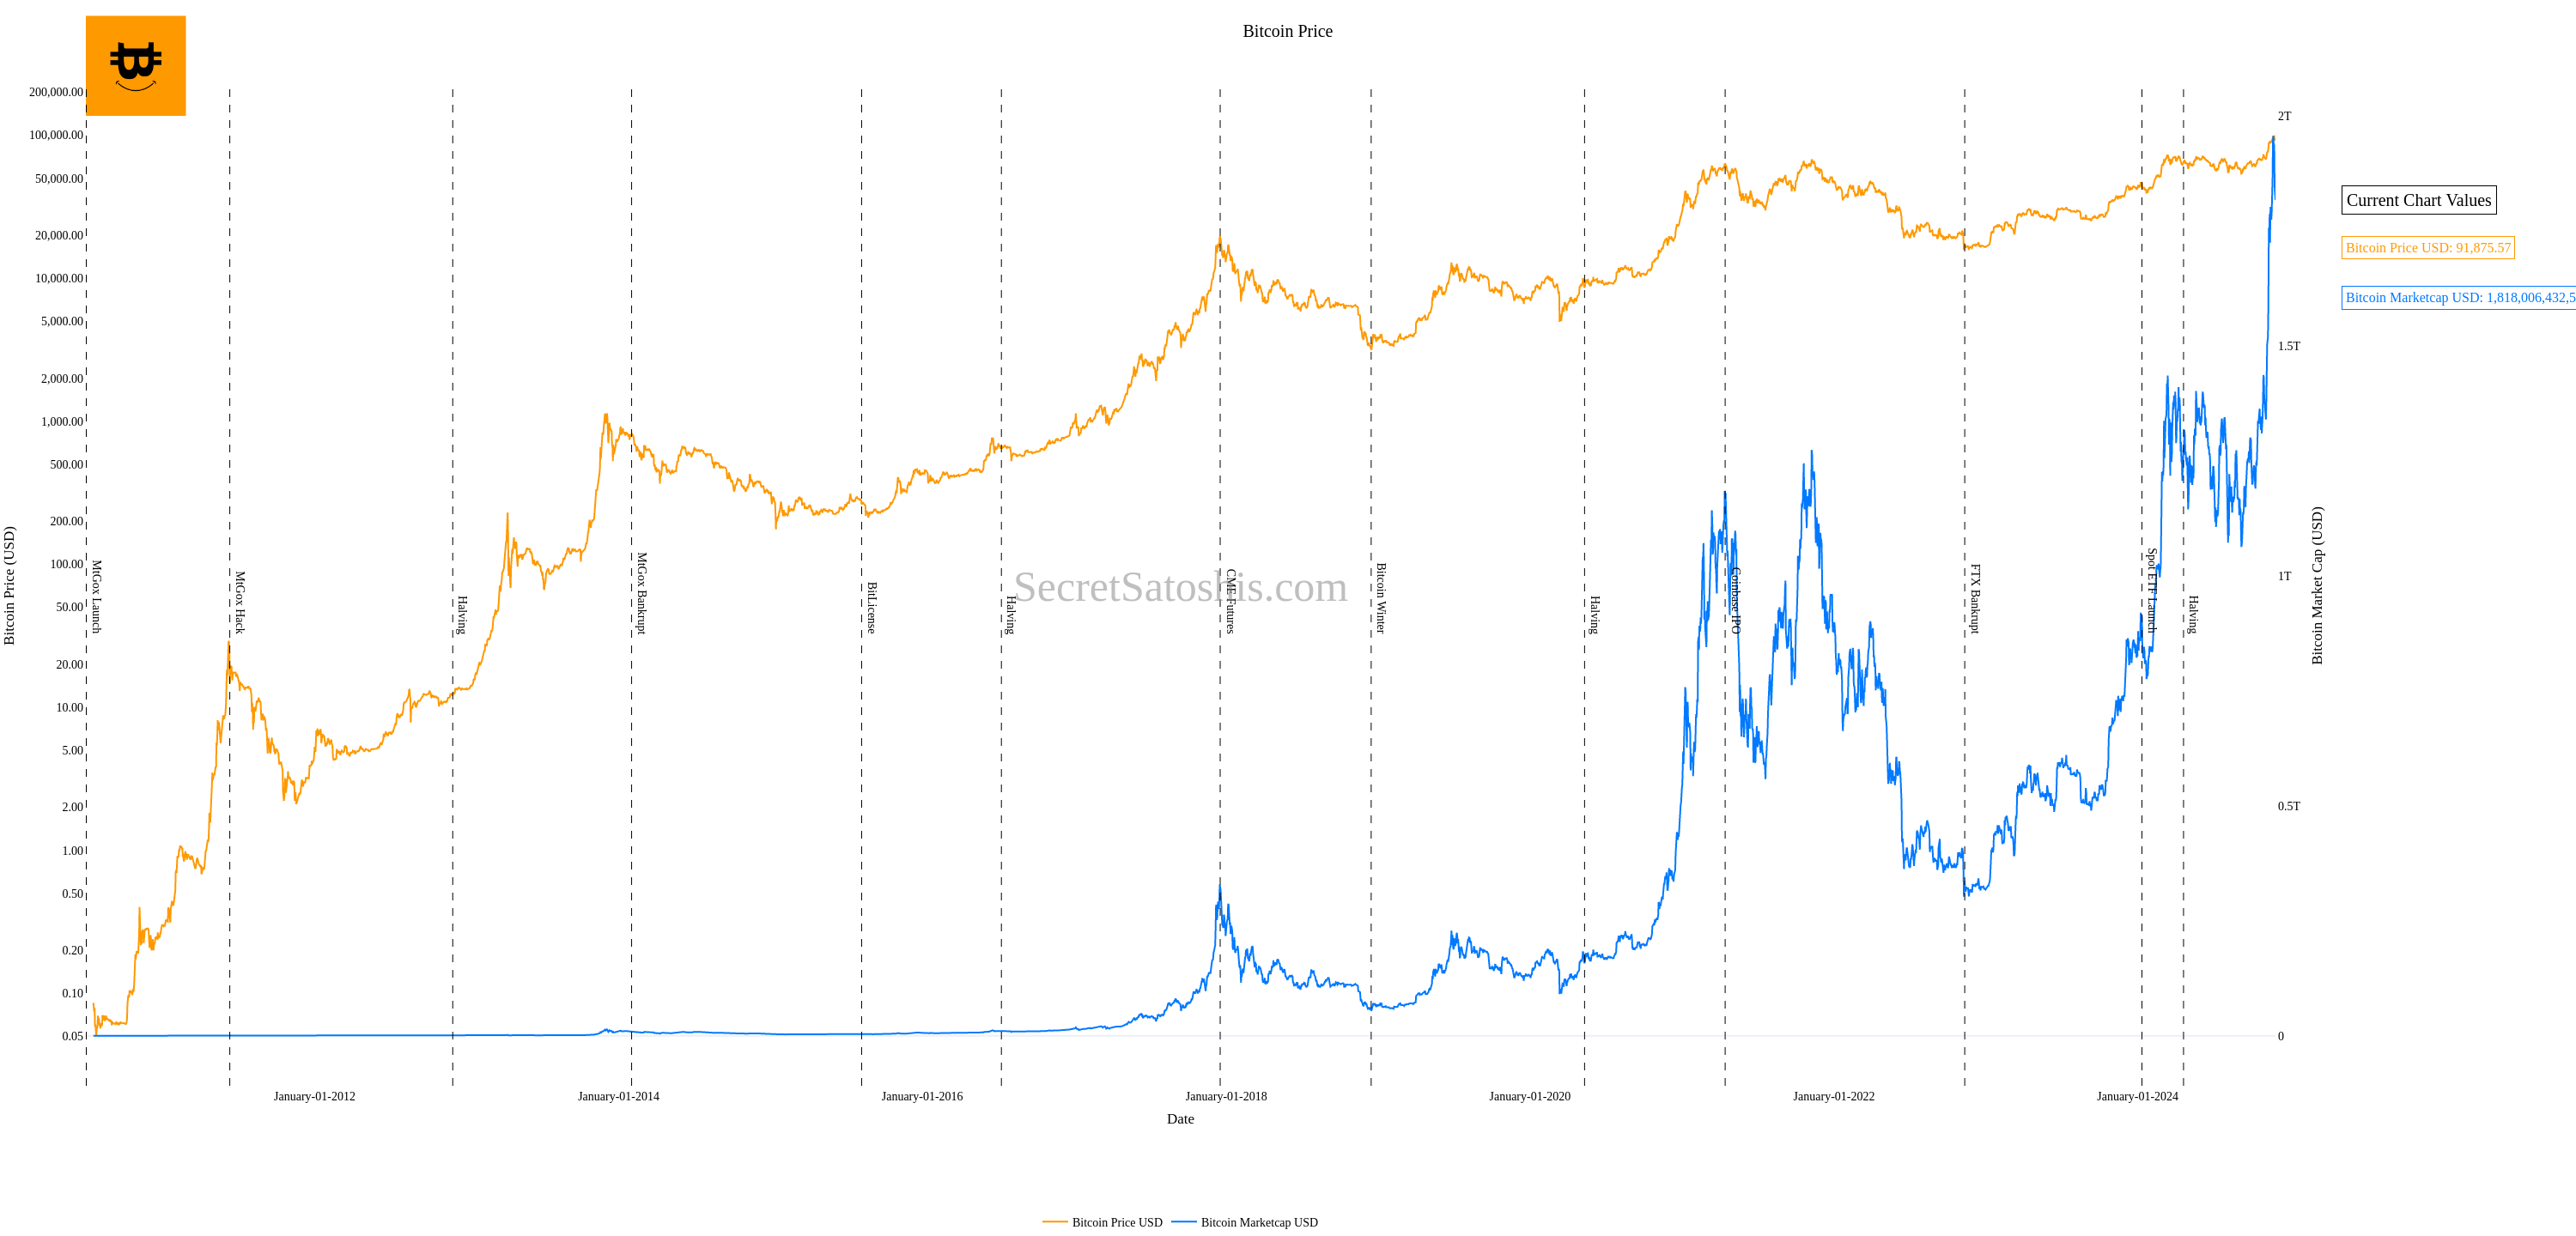 Bitcoin Price
200,000.00
100,000.00
50,000.00
20,000.00
10,000.00
5,000.00
2,000.00
1,000.00
500.00
200.00
100.00
50.00
20.00
10.00
5.00
2.00
1.00
0.50
0.20
0.10
0.05
Bitcoin Price (USD)
MtGox Launch
MtGox Hack
Halving
MtGox Bankrupt
BitLicense
Halving
CME Futures
Bitcoin Winter
Halving
Coinbase IPO
FTX Bankrupt
Spot ETF Launch
Halving
SecretSatoshis.com
2T
1.5T
1T
0.5T
0
Bitcoin Market Cap (USD)
Current Chart Values
Bitcoin Price USD: 91,875.57
Bitcoin Marketcap USD: 1,818,006,432,5
January-01-2012
January-01-2014
January-01-2016
January-01-2018
January-01-2020
January-01-2022
January-01-2024
Date
Bitcoin Price USD
Bitcoin Marketcap USD